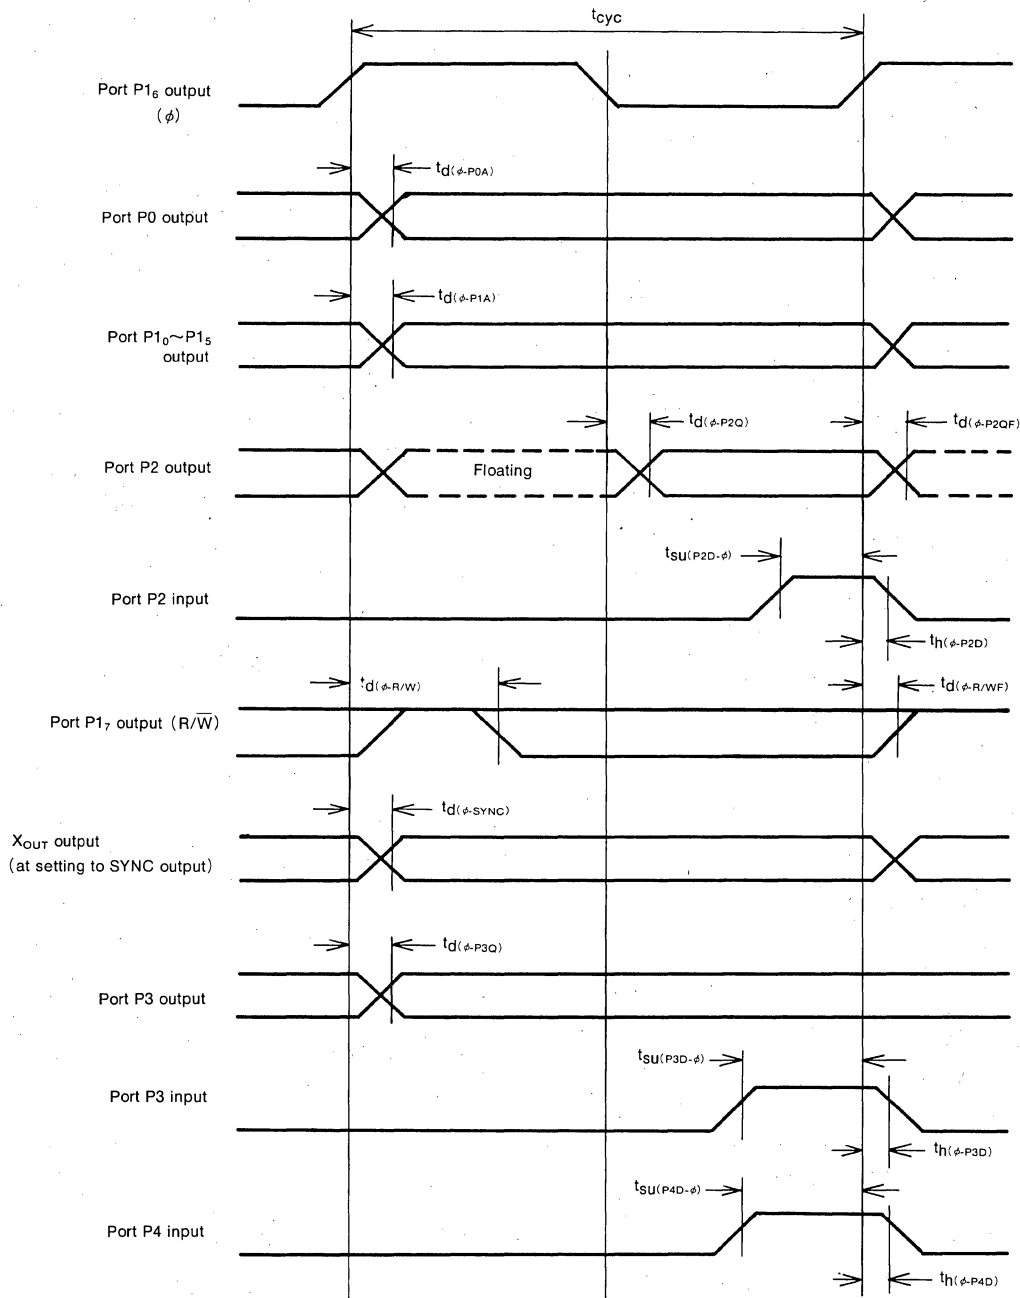 tcyc
Port P1₆ output
(ϕ)
td(ϕ-P0A)
Port P0 output
td(ϕ-P1A)
Port P1₀~P1₅
output
td(ϕ-P2Q)
td(ϕ-P2QF)
Port P2 output
Floating
tsu(P2D-ϕ)
Port P2 input
th(ϕ-P2D)
td(ϕ-R/W)
td(ϕ-R/WF)
Port P1₇ output (R/W̅)
td(ϕ-SYNC)
XOUT output
(at setting to SYNC output)
td(ϕ-P3Q)
Port P3 output
tsu(P3D-ϕ)
Port P3 input
th(ϕ-P3D)
tsu(P4D-ϕ)
Port P4 input
th(ϕ-P4D)